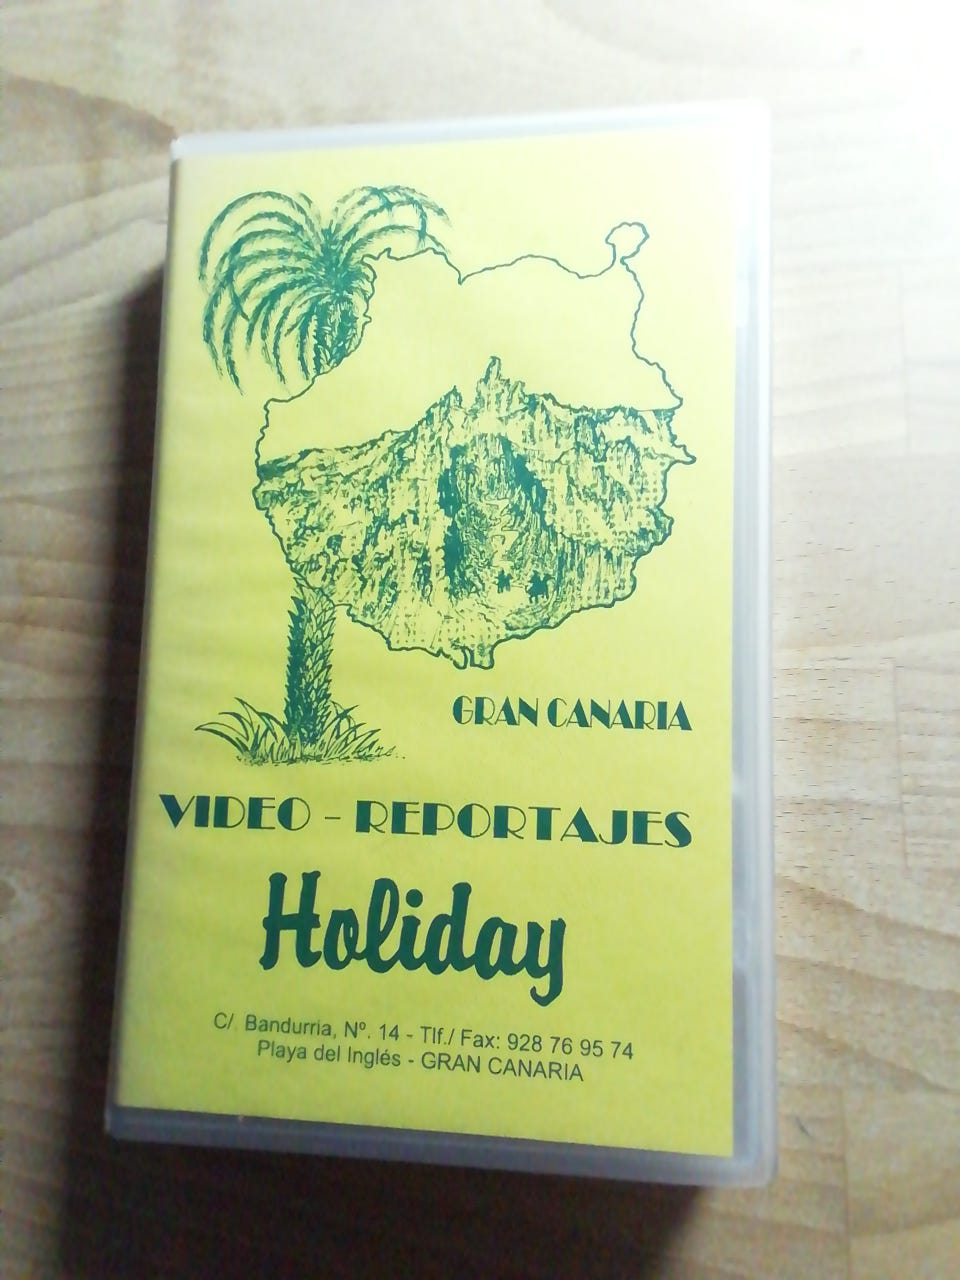 GRAN CANARIA
VIDEO - REPORTAJES
Holiday
C/. Bandurria, Nº. 14 - Tlf./ Fax: 928 76 95 74
Playa del Inglés - GRAN CANARIA